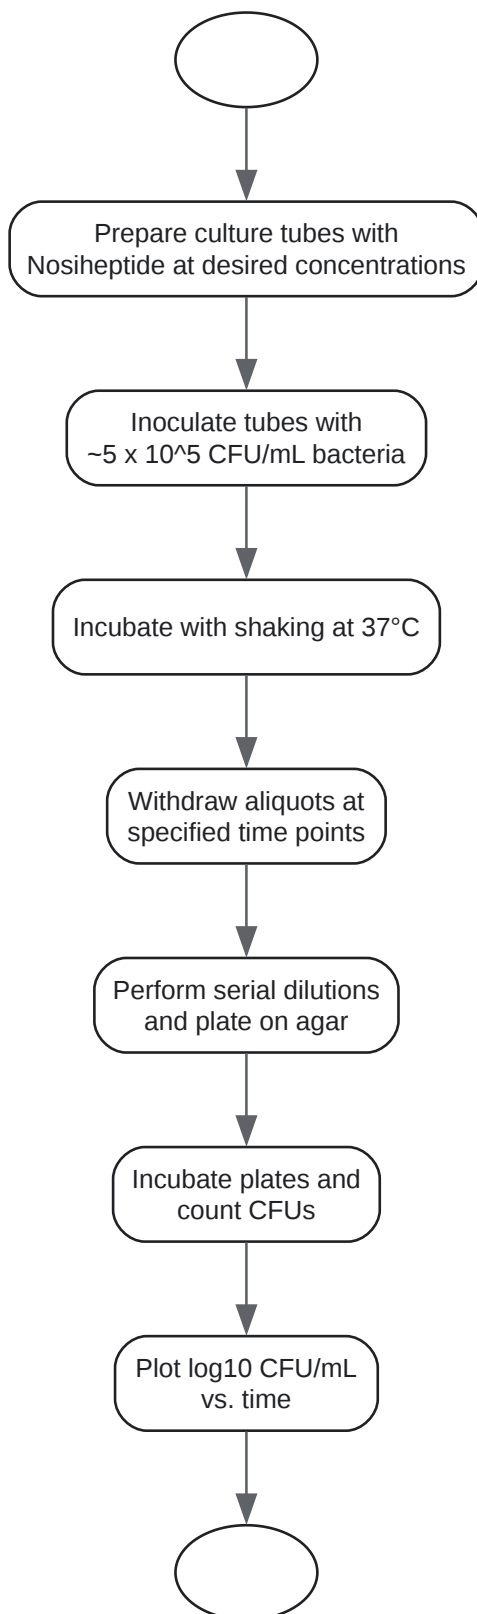 Prepare culture tubes with
Nosiheptide at desired concentrations
Inoculate tubes with
~5 x 10^5 CFU/mL bacteria
Incubate with shaking at 37°C
Withdraw aliquots at
specified time points
Perform serial dilutions
and plate on agar
Incubate plates and
count CFUs
Plot log10 CFU/mL
vs. time